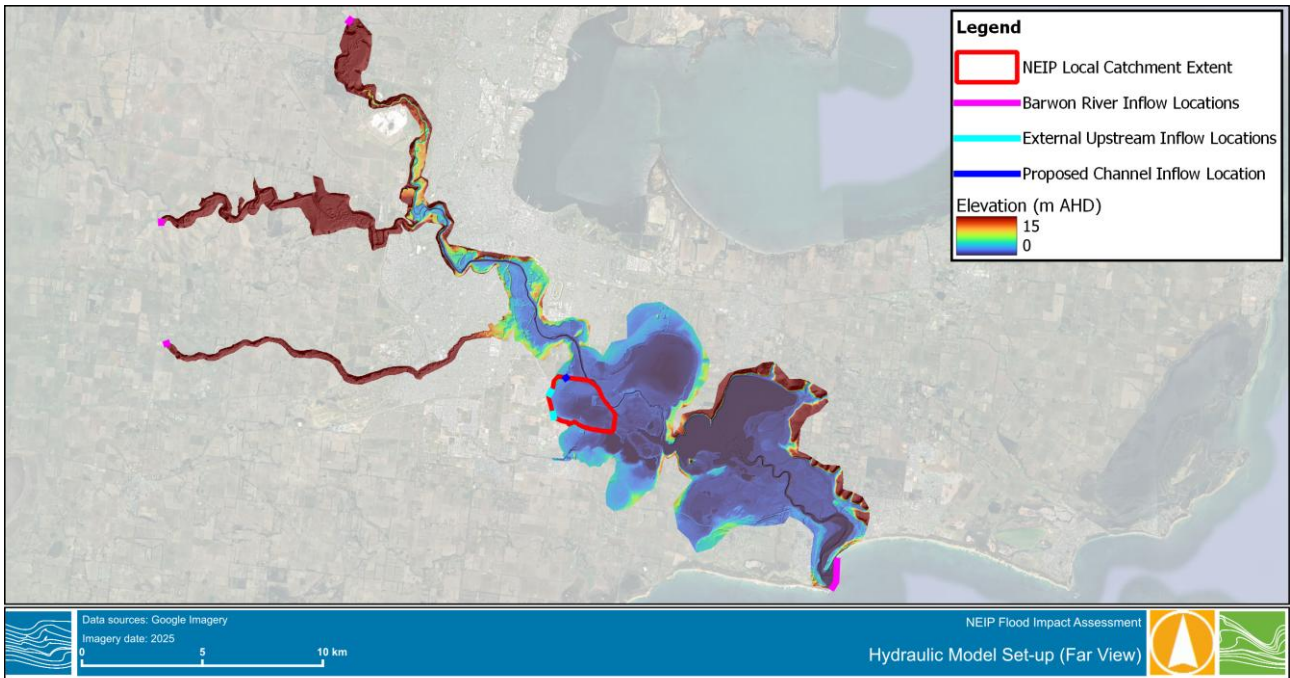 Legend
NEIP Local Catchment Extent
Barwon River Inflow Locations
External Upstream Inflow Locations
Proposed Channel Inflow Location
Elevation (m AHD)
15
0
Data sources: Google Imagery
Imagery date: 2025
0 5 10 km
NEIP Flood Impact Assessment
Hydraulic Model Set-up (Far View)